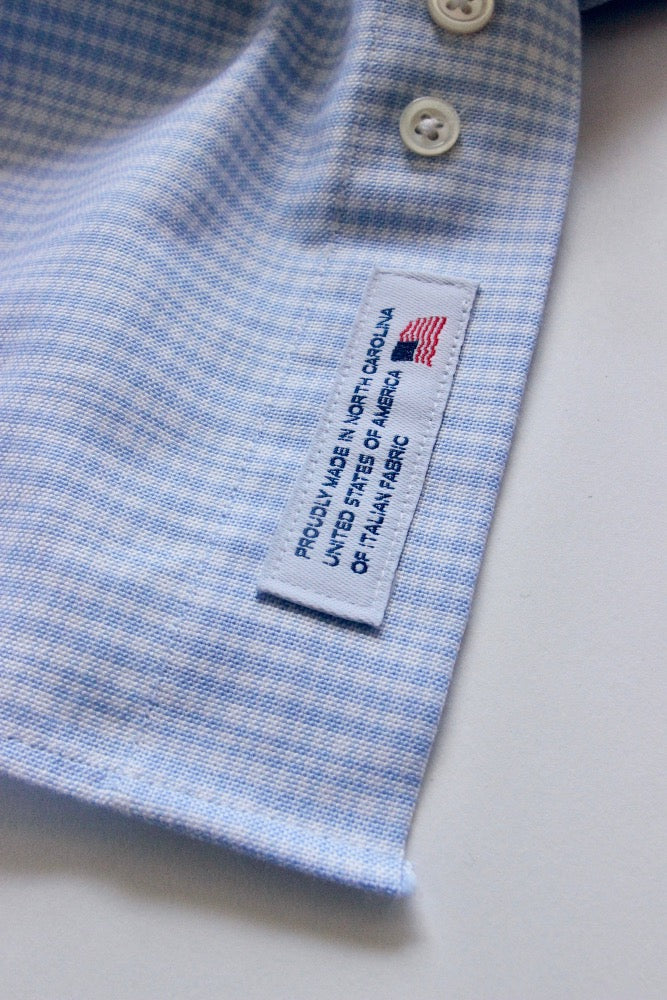 PROUDLY MADE IN NORTH CAROLINA
UNITED STATES OF AMERICA
OF ITALIAN FABRIC